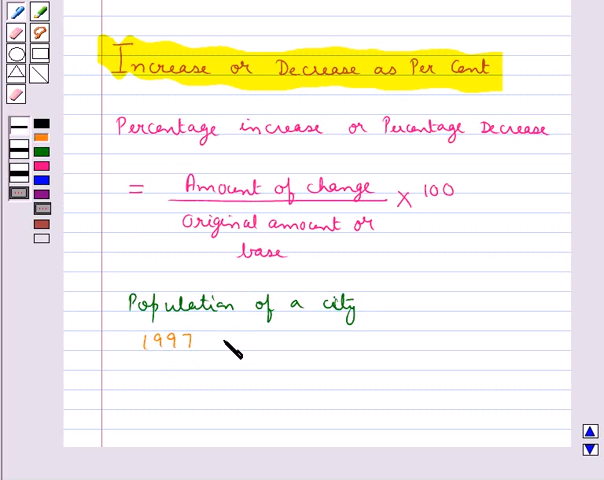 Increase or Decrease as Per Cent
Percentage increase or Percentage Decrease
= Amount of change × 100
Original amount or
base
Population of a city
1997